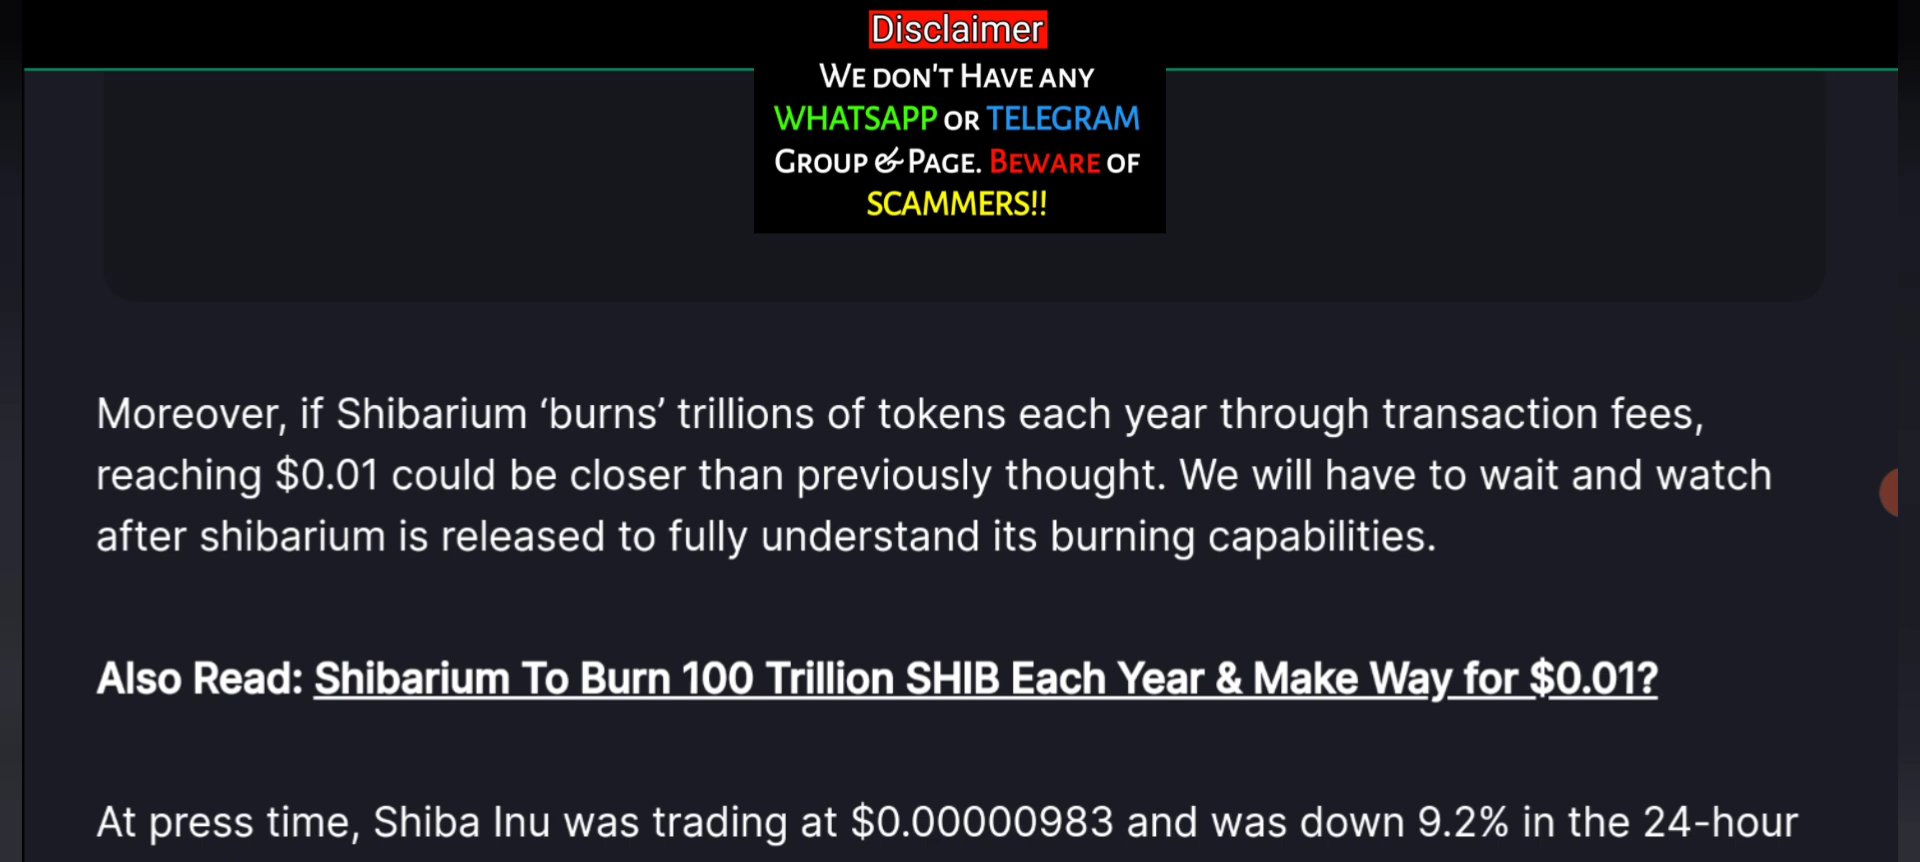 Disclaimer
WE DON'T HAVE ANY
WHATSAPP OR TELEGRAM
GROUP & PAGE. BEWARE OF
SCAMMERS!!
Moreover, if Shibarium ‘burns’ trillions of tokens each year through transaction fees,
reaching $0.01 could be closer than previously thought. We will have to wait and watch
after shibarium is released to fully understand its burning capabilities.
Also Read: Shibarium To Burn 100 Trillion SHIB Each Year & Make Way for $0.01?
At press time, Shiba Inu was trading at $0.00000983 and was down 9.2% in the 24-hour